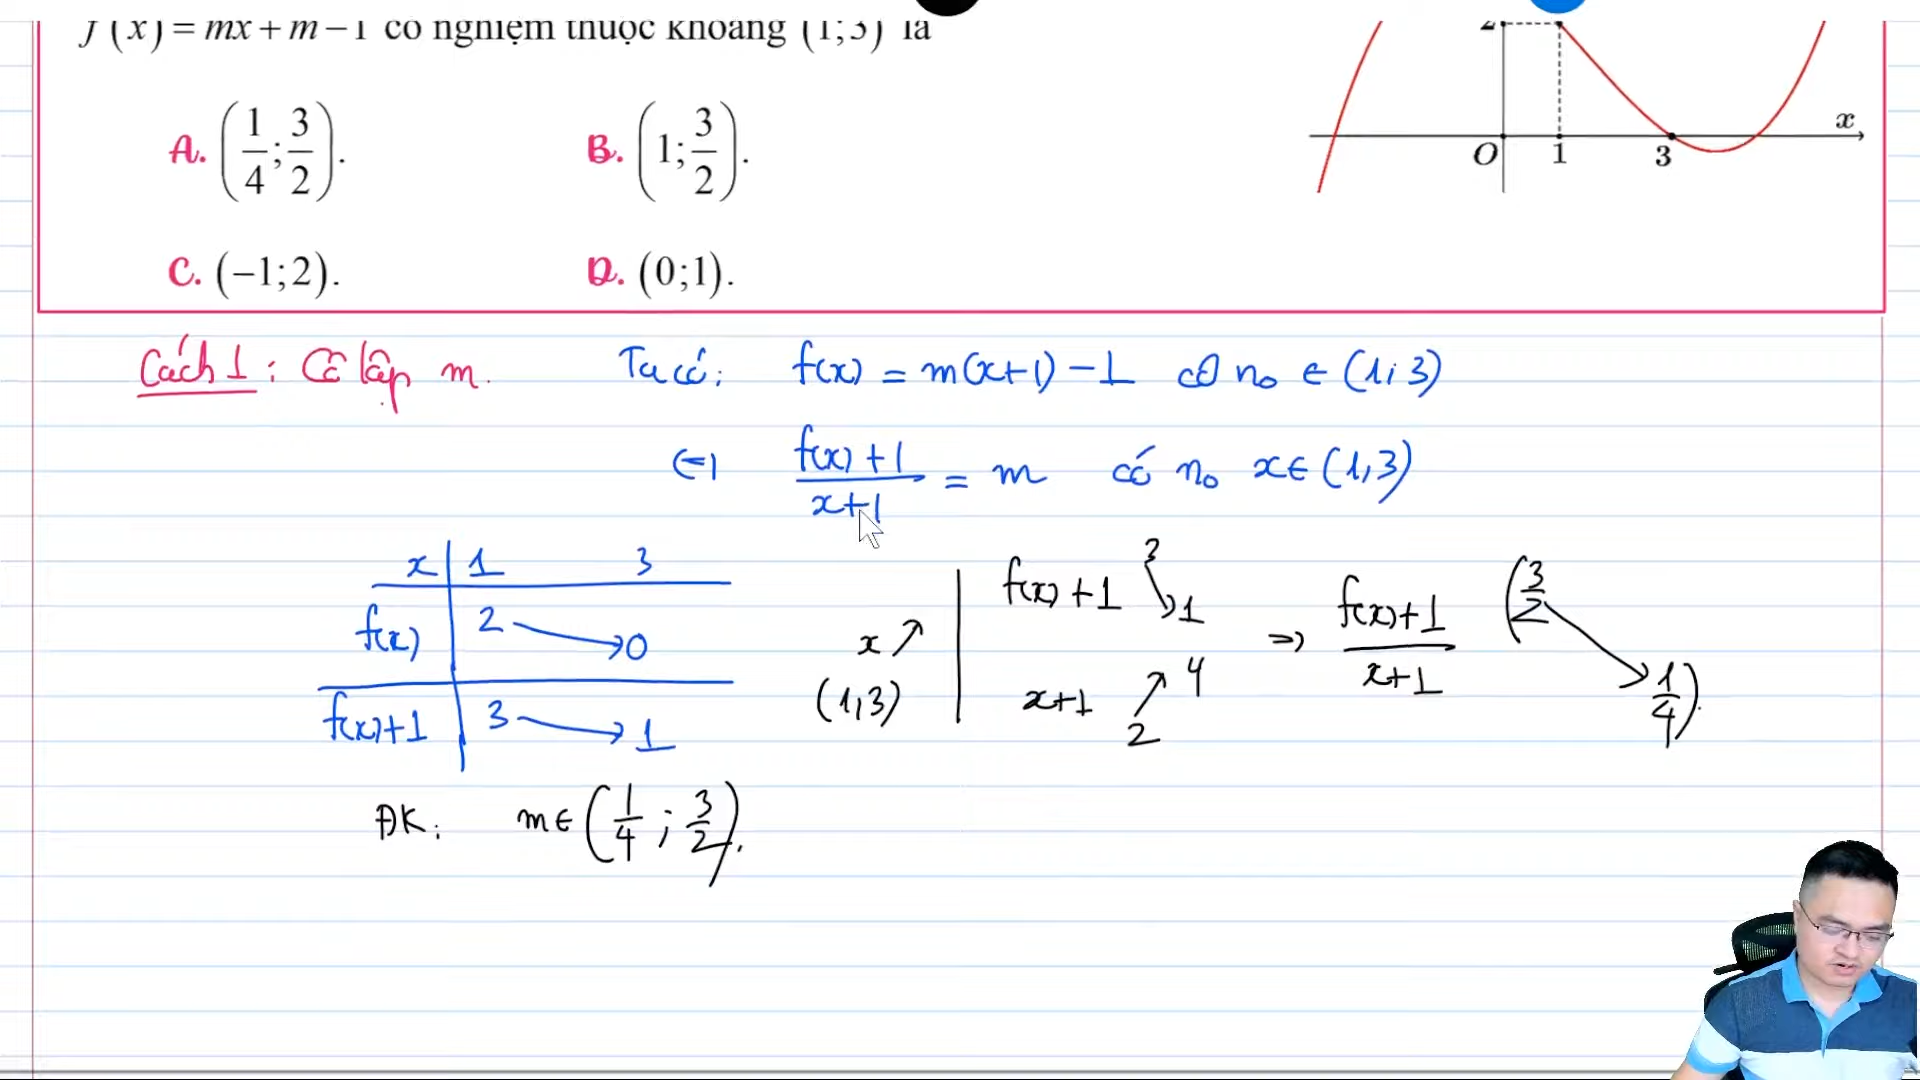 f(x) = mx + m − 1 có nghiệm thuộc khoảng (1;3) là
A. (1/4; 3/2).
B. (1; 3/2).
C. (−1;2).
D. (0;1).
2
O 1 3 x
Cách 1: Cô lập m. Ta có: f(x) = m(x+1) − 1 có no ∈ (1;3)
⇔ (f(x)+1)/(x+1) = m có no x∈(1,3)
x 1 3
f(x) 2 → 0
f(x)+1 3 → 1
x ↗
(1,3)
f(x)+1 3 ↘ 1
x+1 2 ↗ 4
⇒ (f(x)+1)/(x+1) (3/2 ↘ 1/4).
ĐK: m∈ (1/4; 3/2).